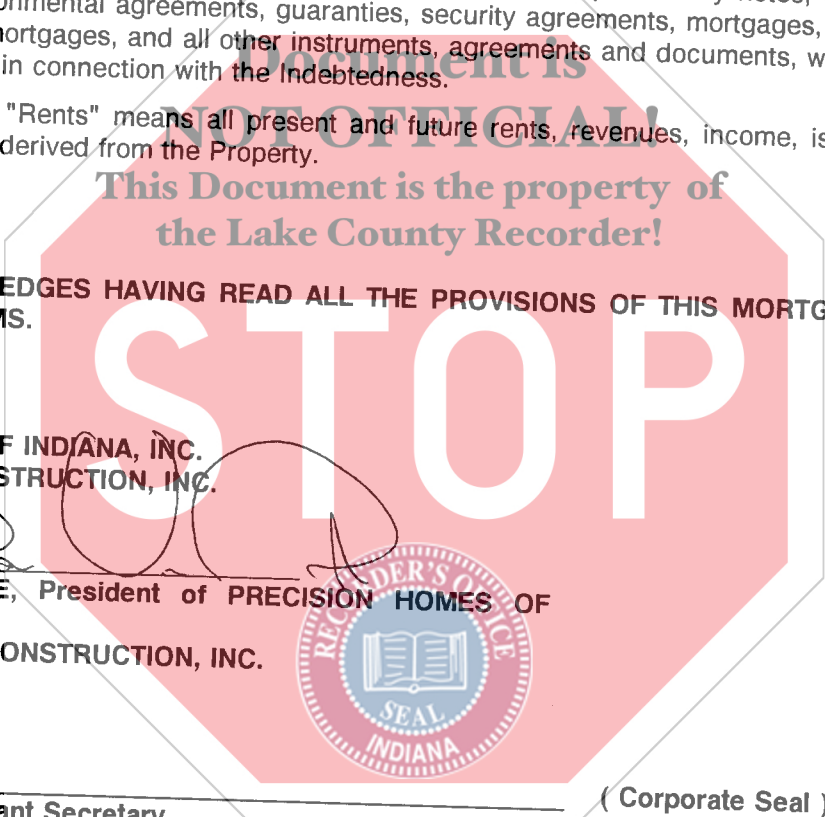 onmental agreements, guaranties, security agreements, mortgages,
ortgages, and all other instruments, agreements and documents, w
in connection with the Indebtedness.
Document is
"Rents" means all present and future rents, revenues, income, is
NOT OFFICIAL!
derived from the Property.
This Document is the property of
the Lake County Recorder!
EDGES HAVING READ ALL THE PROVISIONS OF THIS MORTG
MS.
STOP
F INDIANA, INC.
STRUCTION, INC.
E, President of PRECISION HOMES OF
ONSTRUCTION, INC.
RECORDER'S OFFICE
SEAL
INDIANA
( Corporate Seal )
ant Secretary